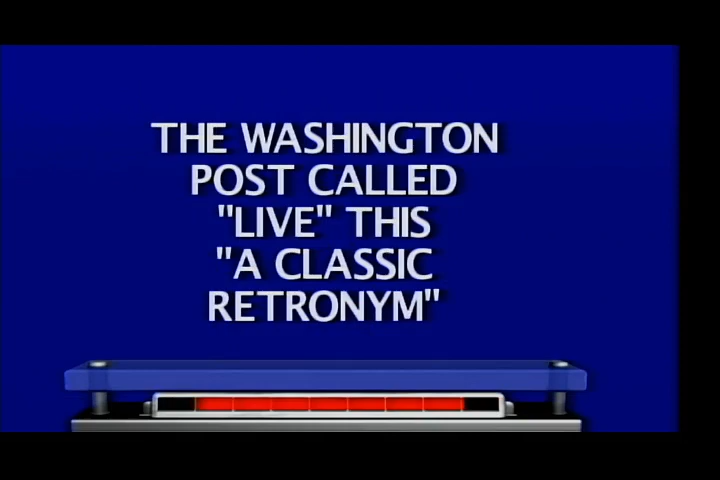 THE WASHINGTON
POST CALLED
"LIVE" THIS
"A CLASSIC
RETRONYM"